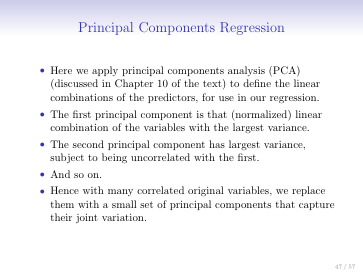 Principal Components Regression
• Here we apply principal components analysis (PCA)
(discussed in Chapter 10 of the text) to define the linear
combinations of the predictors, for use in our regression.
• The first principal component is that (normalized) linear
combination of the variables with the largest variance.
• The second principal component has largest variance,
subject to being uncorrelated with the first.
• And so on.
• Hence with many correlated original variables, we replace
them with a small set of principal components that capture
their joint variation.
47 / 57